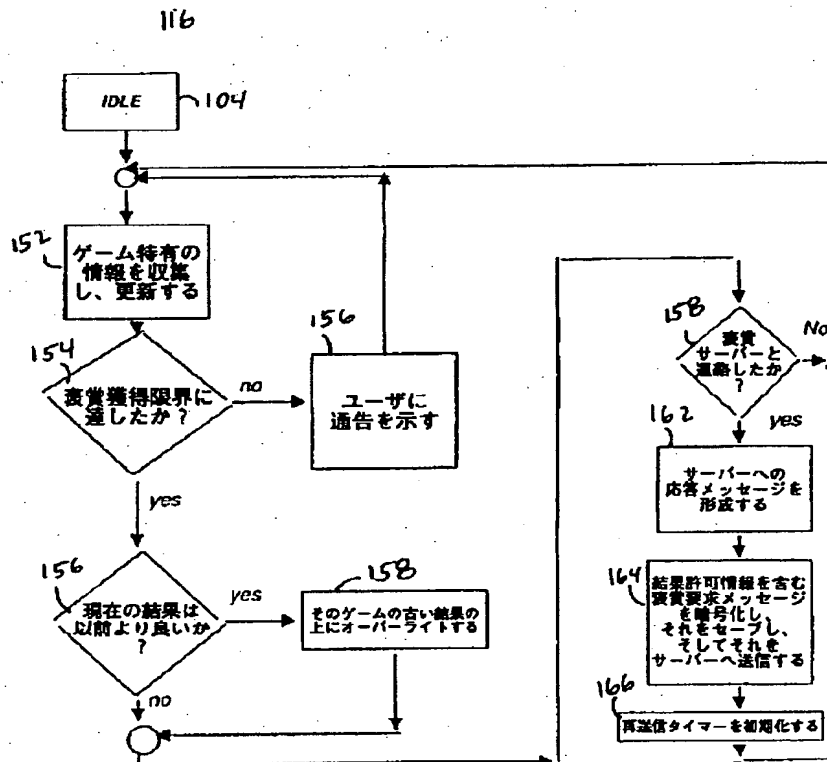 116
IDLE
104
152
ゲーム特有の
情報を収集
し、更新する
154
褒賞獲得限界に
達したか？
no
156
ユーザに
通告を示す
yes
156
現在の結果は
以前より良いか
？
yes
158
そのゲームの古い結果の
上にオーバーライトする
no
158
褒賞
サーバーと
連絡したか
？
No
yes
162
サーバーへの
応答メッセージを
形成する
164
結果許可情報を含む
褒賞要求メッセージ
を暗号化し、
それをセーブし、
そしてそれを
サーバーへ送信する
166
再送信タイマーを初期化する